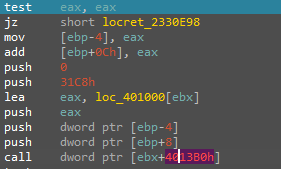 test eax, eax
jz short locret_2330E98
mov [ebp-4], eax
add [ebp+0Ch], eax
push 0
push 31C8h
lea eax, loc_401000[ebx]
push eax
push dword ptr [ebp-4]
push dword ptr [ebp+8]
call dword ptr [ebx+4013B0h]